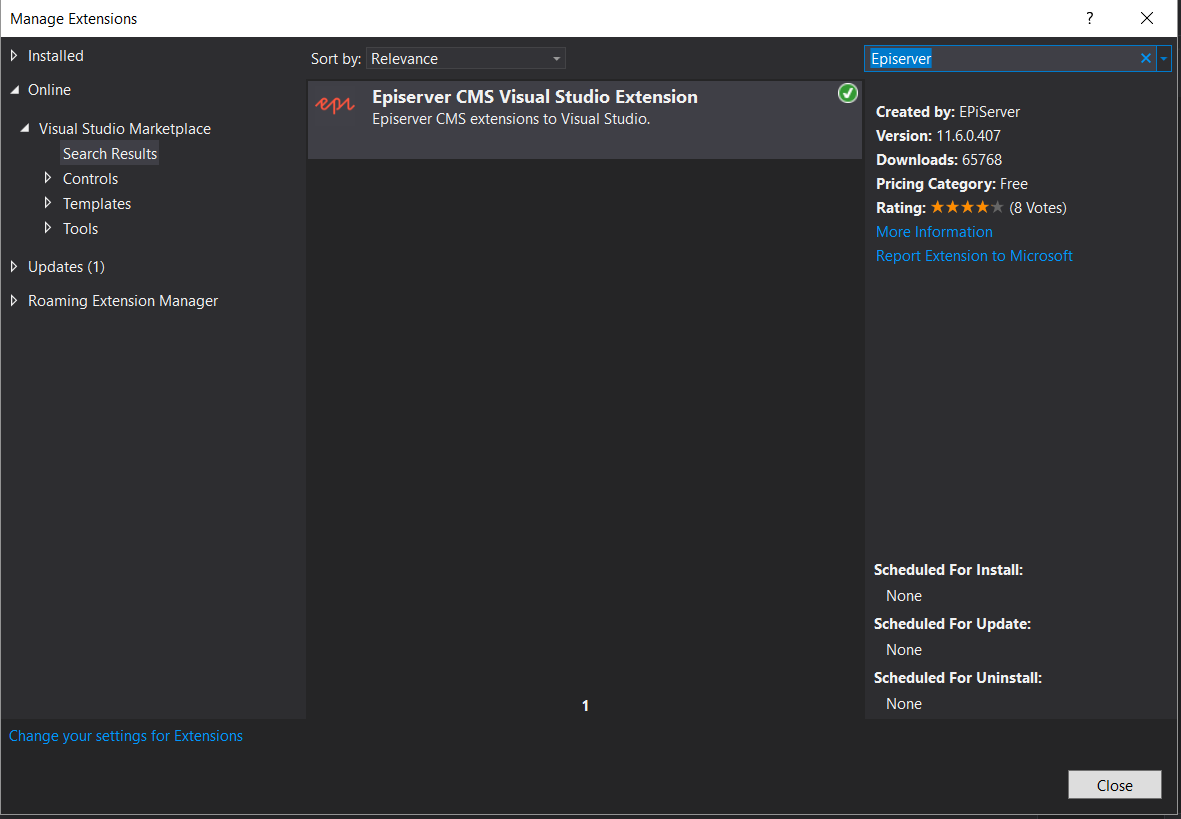 Manage Extensions
?
Installed
Online
Visual Studio Marketplace
Search Results
Controls
Templates
Tools
Updates (1)
Roaming Extension Manager
Sort by: Relevance
epi
Episerver CMS Visual Studio Extension
Episerver CMS extensions to Visual Studio.
1
Episerver
Created by: EPiServer
Version: 11.6.0.407
Downloads: 65768
Pricing Category: Free
Rating: (8 Votes)
More Information
Report Extension to Microsoft
Scheduled For Install:
None
Scheduled For Update:
None
Scheduled For Uninstall:
None
Change your settings for Extensions
Close